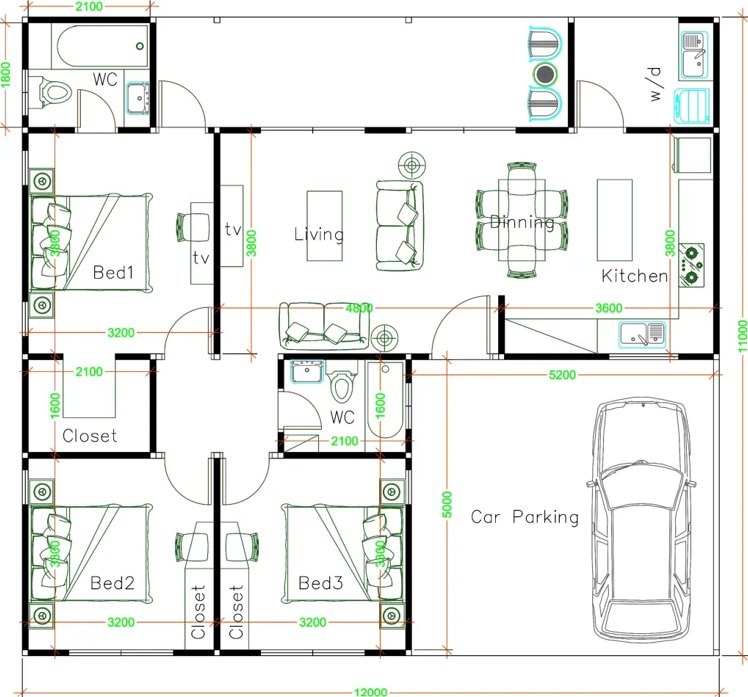 2100
1800
WC
w/d
3800
Bed1
tv
tv
3800
Living
Dinning
3800
Kitchen
3200
4800
3600
11000
2100
1600
Closet
WC
1600
2100
5200
5000
Car Parking
3800
Bed2
Closet
Closet
Bed3
3800
3200
3200
12000